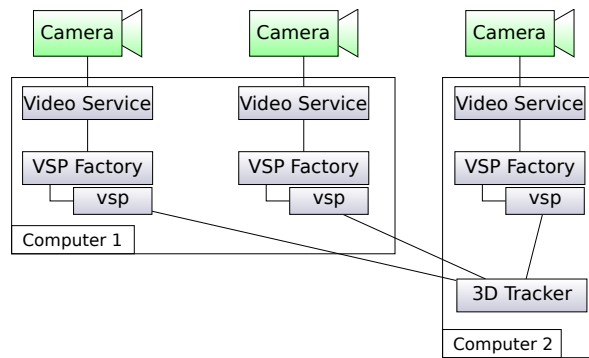 Camera
Camera
Camera
Video Service
Video Service
Video Service
VSP Factory
VSP Factory
VSP Factory
vsp
vsp
vsp
Computer 1
3D Tracker
Computer 2